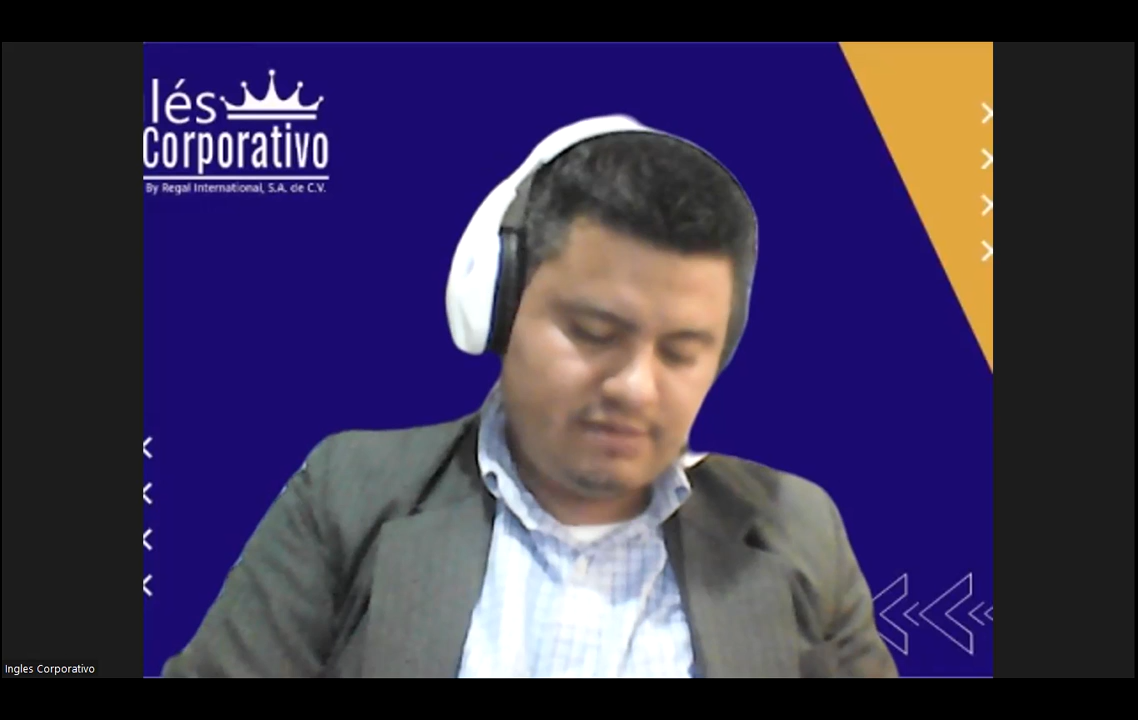 lés
Corporativo
By Regal International, S.A. de C.V.
Ingles Corporativo